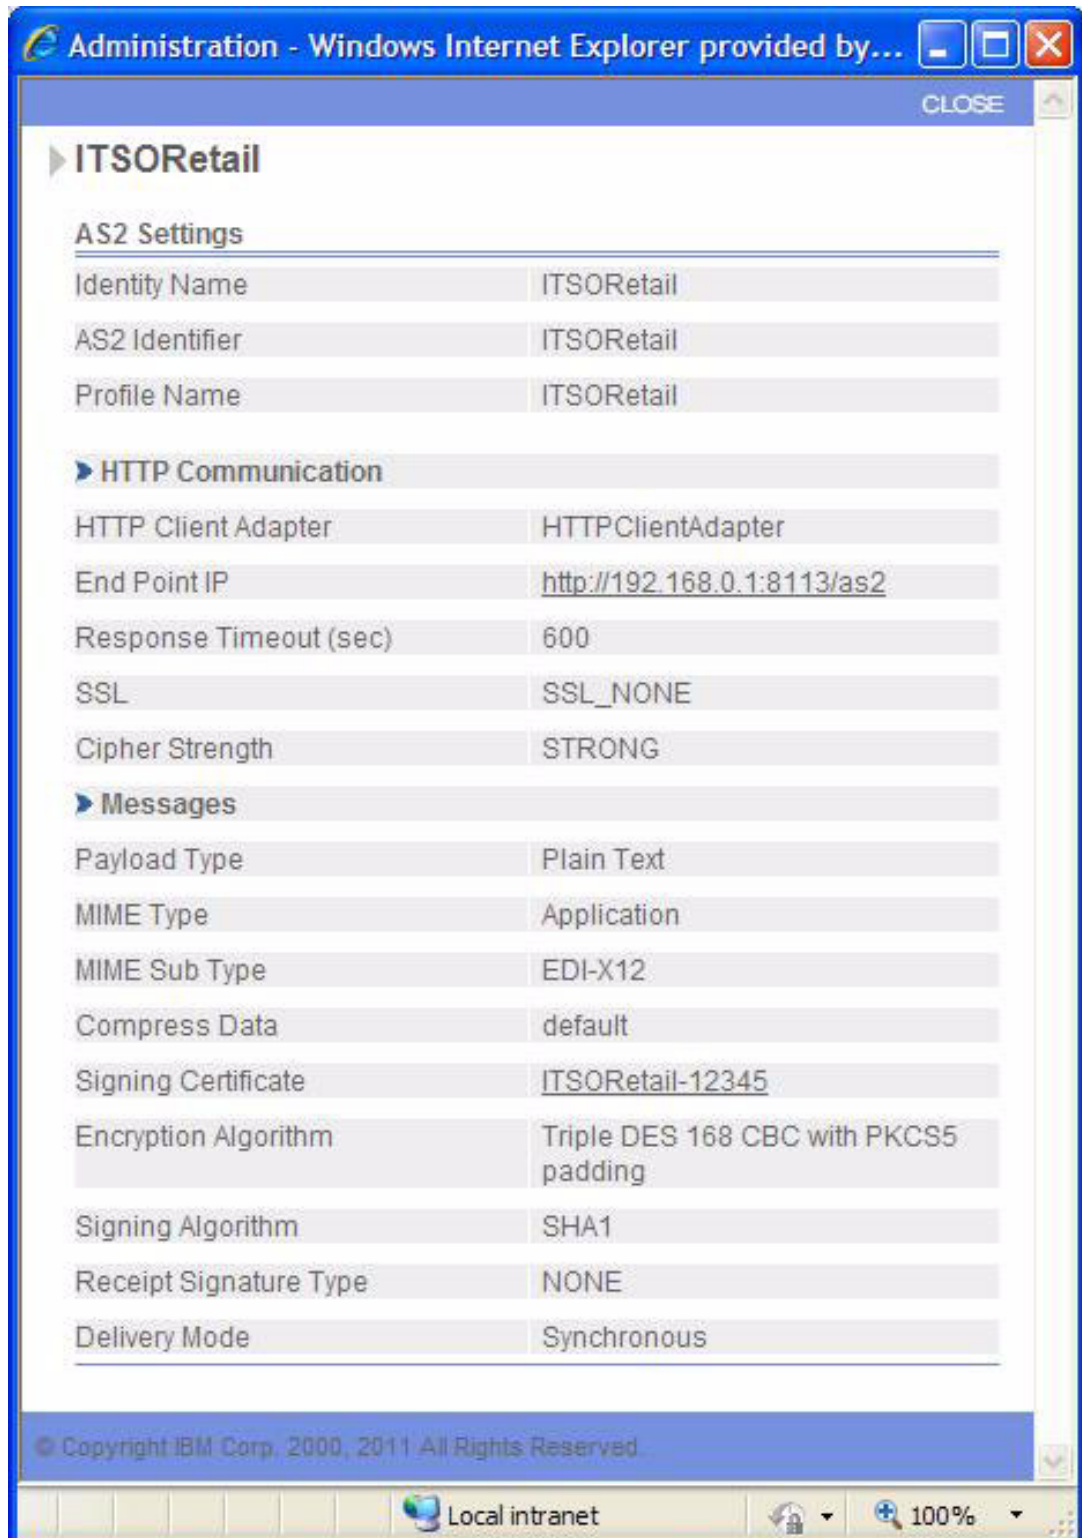 Administration - Windows Internet Explorer provided by...
CLOSE
ITSORetail
AS2 Settings
Identity Name ITSORetail
AS2 Identifier ITSORetail
Profile Name ITSORetail
HTTP Communication
HTTP Client Adapter HTTPClientAdapter
End Point IP http://192.168.0.1:8113/as2
Response Timeout (sec) 600
SSL SSL_NONE
Cipher Strength STRONG
Messages
Payload Type Plain Text
MIME Type Application
MIME Sub Type EDI-X12
Compress Data default
Signing Certificate ITSORetail-12345
Encryption Algorithm Triple DES 168 CBC with PKCS5
padding
Signing Algorithm SHA1
Receipt Signature Type NONE
Delivery Mode Synchronous
© Copyright IBM Corp. 2000, 2011 All Rights Reserved.
Local intranet 100%